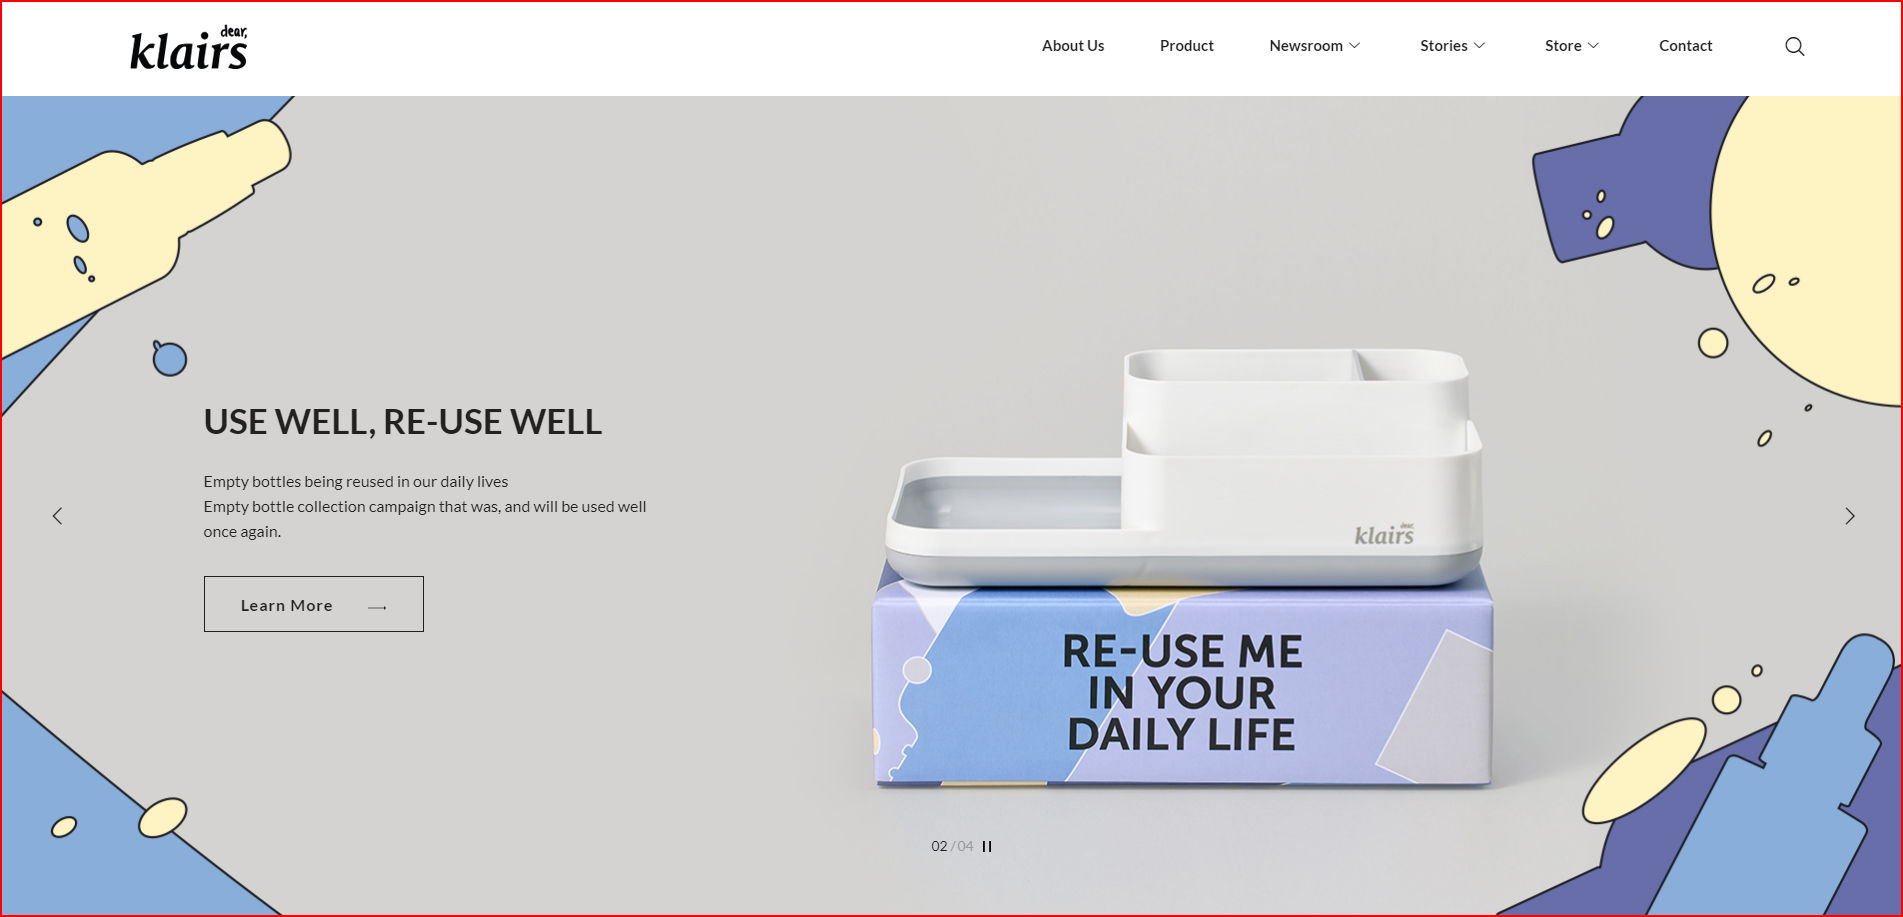 dear,
klairs
About Us
Product
Newsroom
Stories
Store
Contact
USE WELL, RE-USE WELL
Empty bottles being reused in our daily lives
Empty bottle collection campaign that was, and will be used well
once again.
Learn More
dear,
klairs
RE-USE ME
IN YOUR
DAILY LIFE
02 / 04